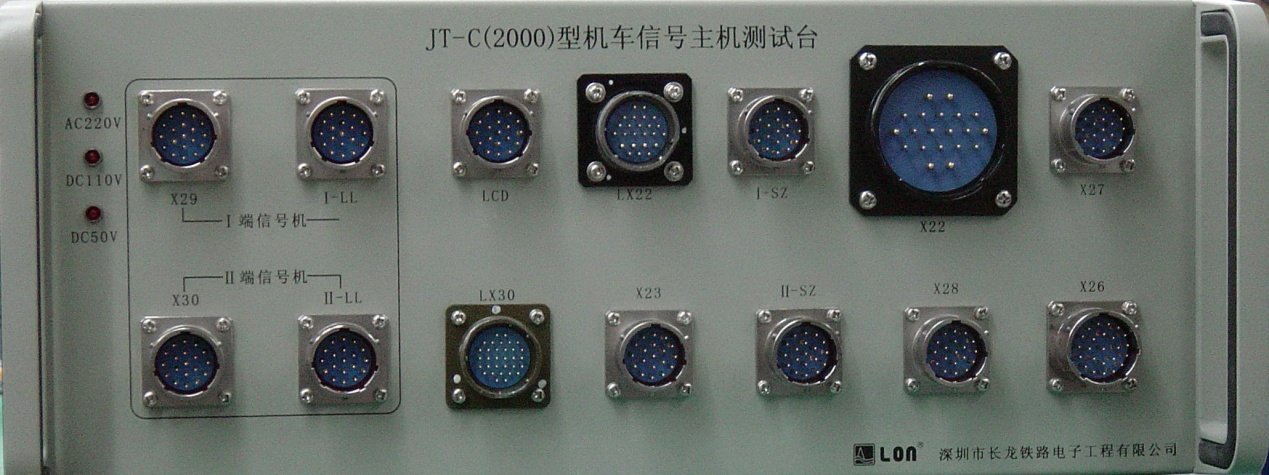 JT-C(2000)型机车信号主机测试台
AC220V
DC110V
DC50V
X29
I-LL
I 端信号机
LCD
LX22
I-SZ
X22
X27
II 端信号机
X30
II-LL
LX30
X23
II-SZ
X28
X26
LON®
深圳市长龙铁路电子工程有限公司